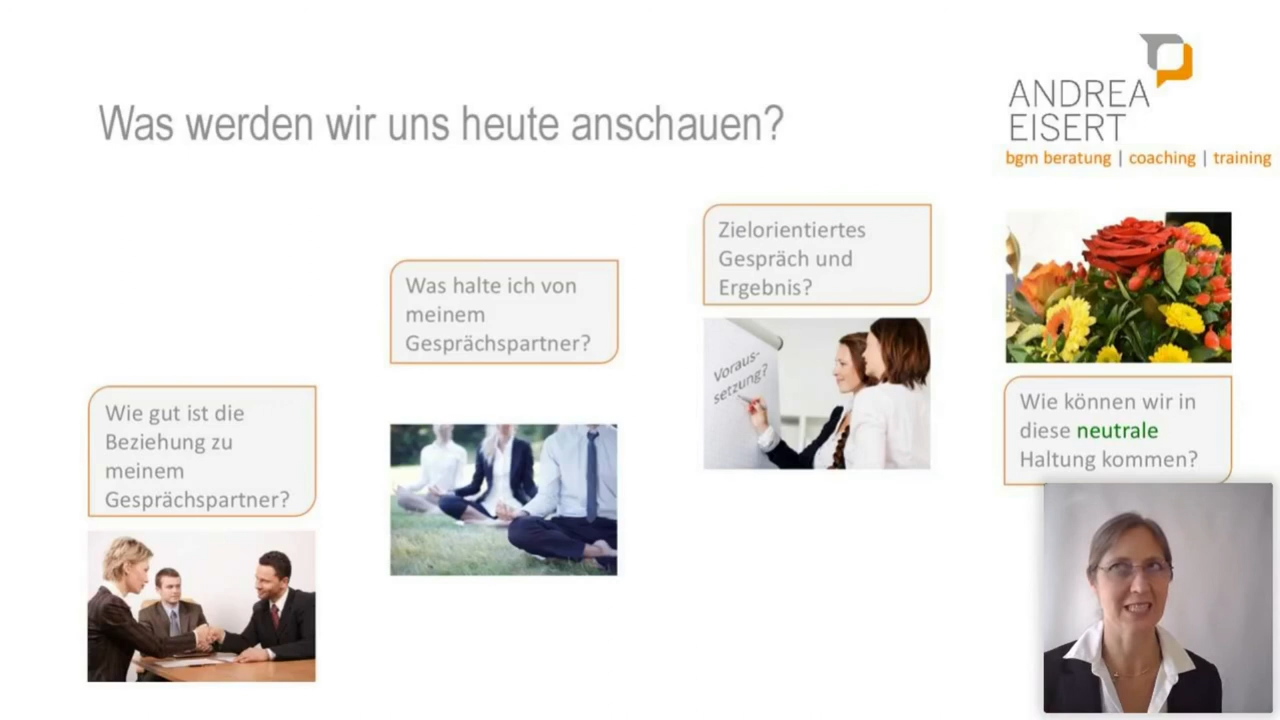 Was werden wir uns heute anschauen?
ANDREA
EISERT
bgm beratung | coaching | training
Wie gut ist die
Beziehung zu
meinem
Gesprächspartner?
Was halte ich von
meinem
Gesprächspartner?
Zielorientiertes
Gespräch und
Ergebnis?
Voraus-
setzung?
Wie können wir in
diese neutrale
Haltung kommen?